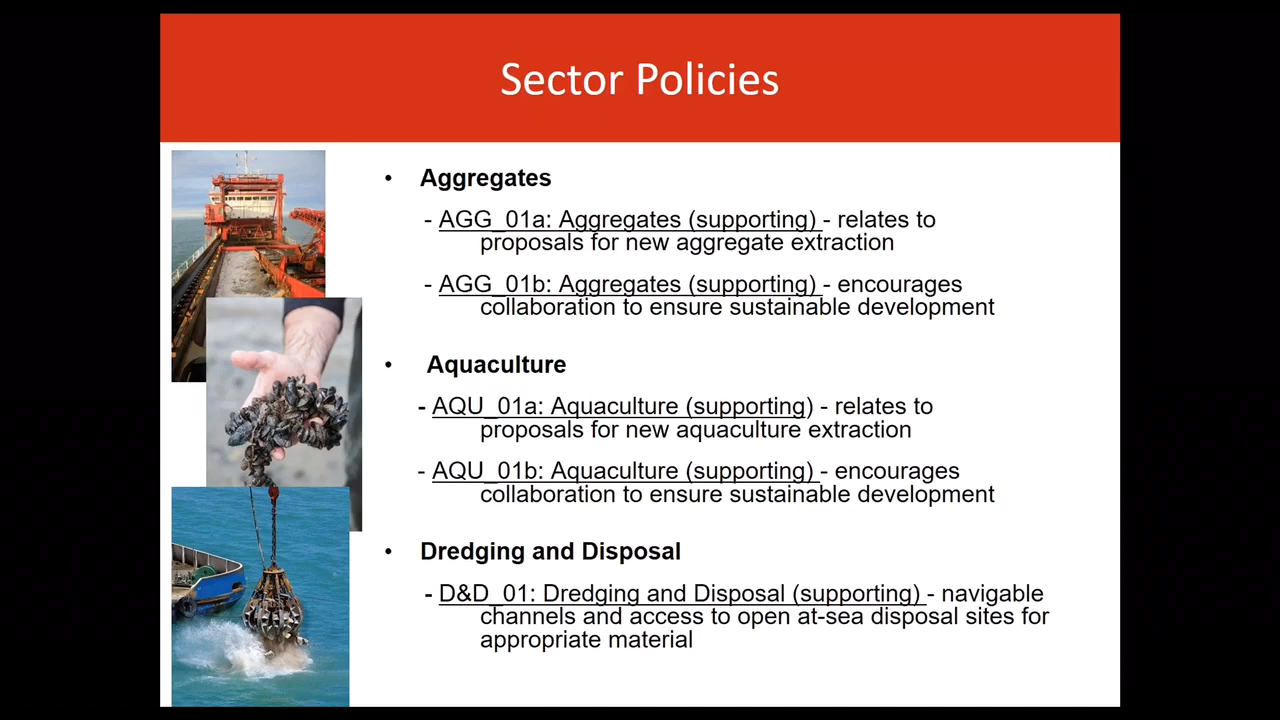 Sector Policies
• Aggregates
- AGG_01a: Aggregates (supporting) - relates to
proposals for new aggregate extraction
- AGG_01b: Aggregates (supporting) - encourages
collaboration to ensure sustainable development
• Aquaculture
- AQU_01a: Aquaculture (supporting) - relates to
proposals for new aquaculture extraction
- AQU_01b: Aquaculture (supporting) - encourages
collaboration to ensure sustainable development
• Dredging and Disposal
- D&D_01: Dredging and Disposal (supporting) - navigable
channels and access to open at-sea disposal sites for
appropriate material